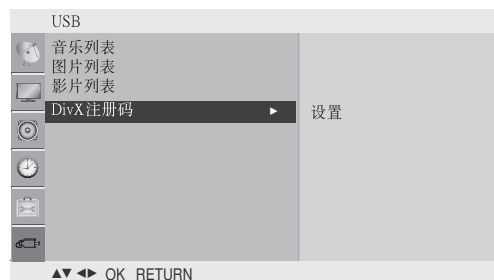 USB
音乐列表
图片列表
影片列表
DivX注册码 ►
设置
▲▼ ◄► OK RETURN